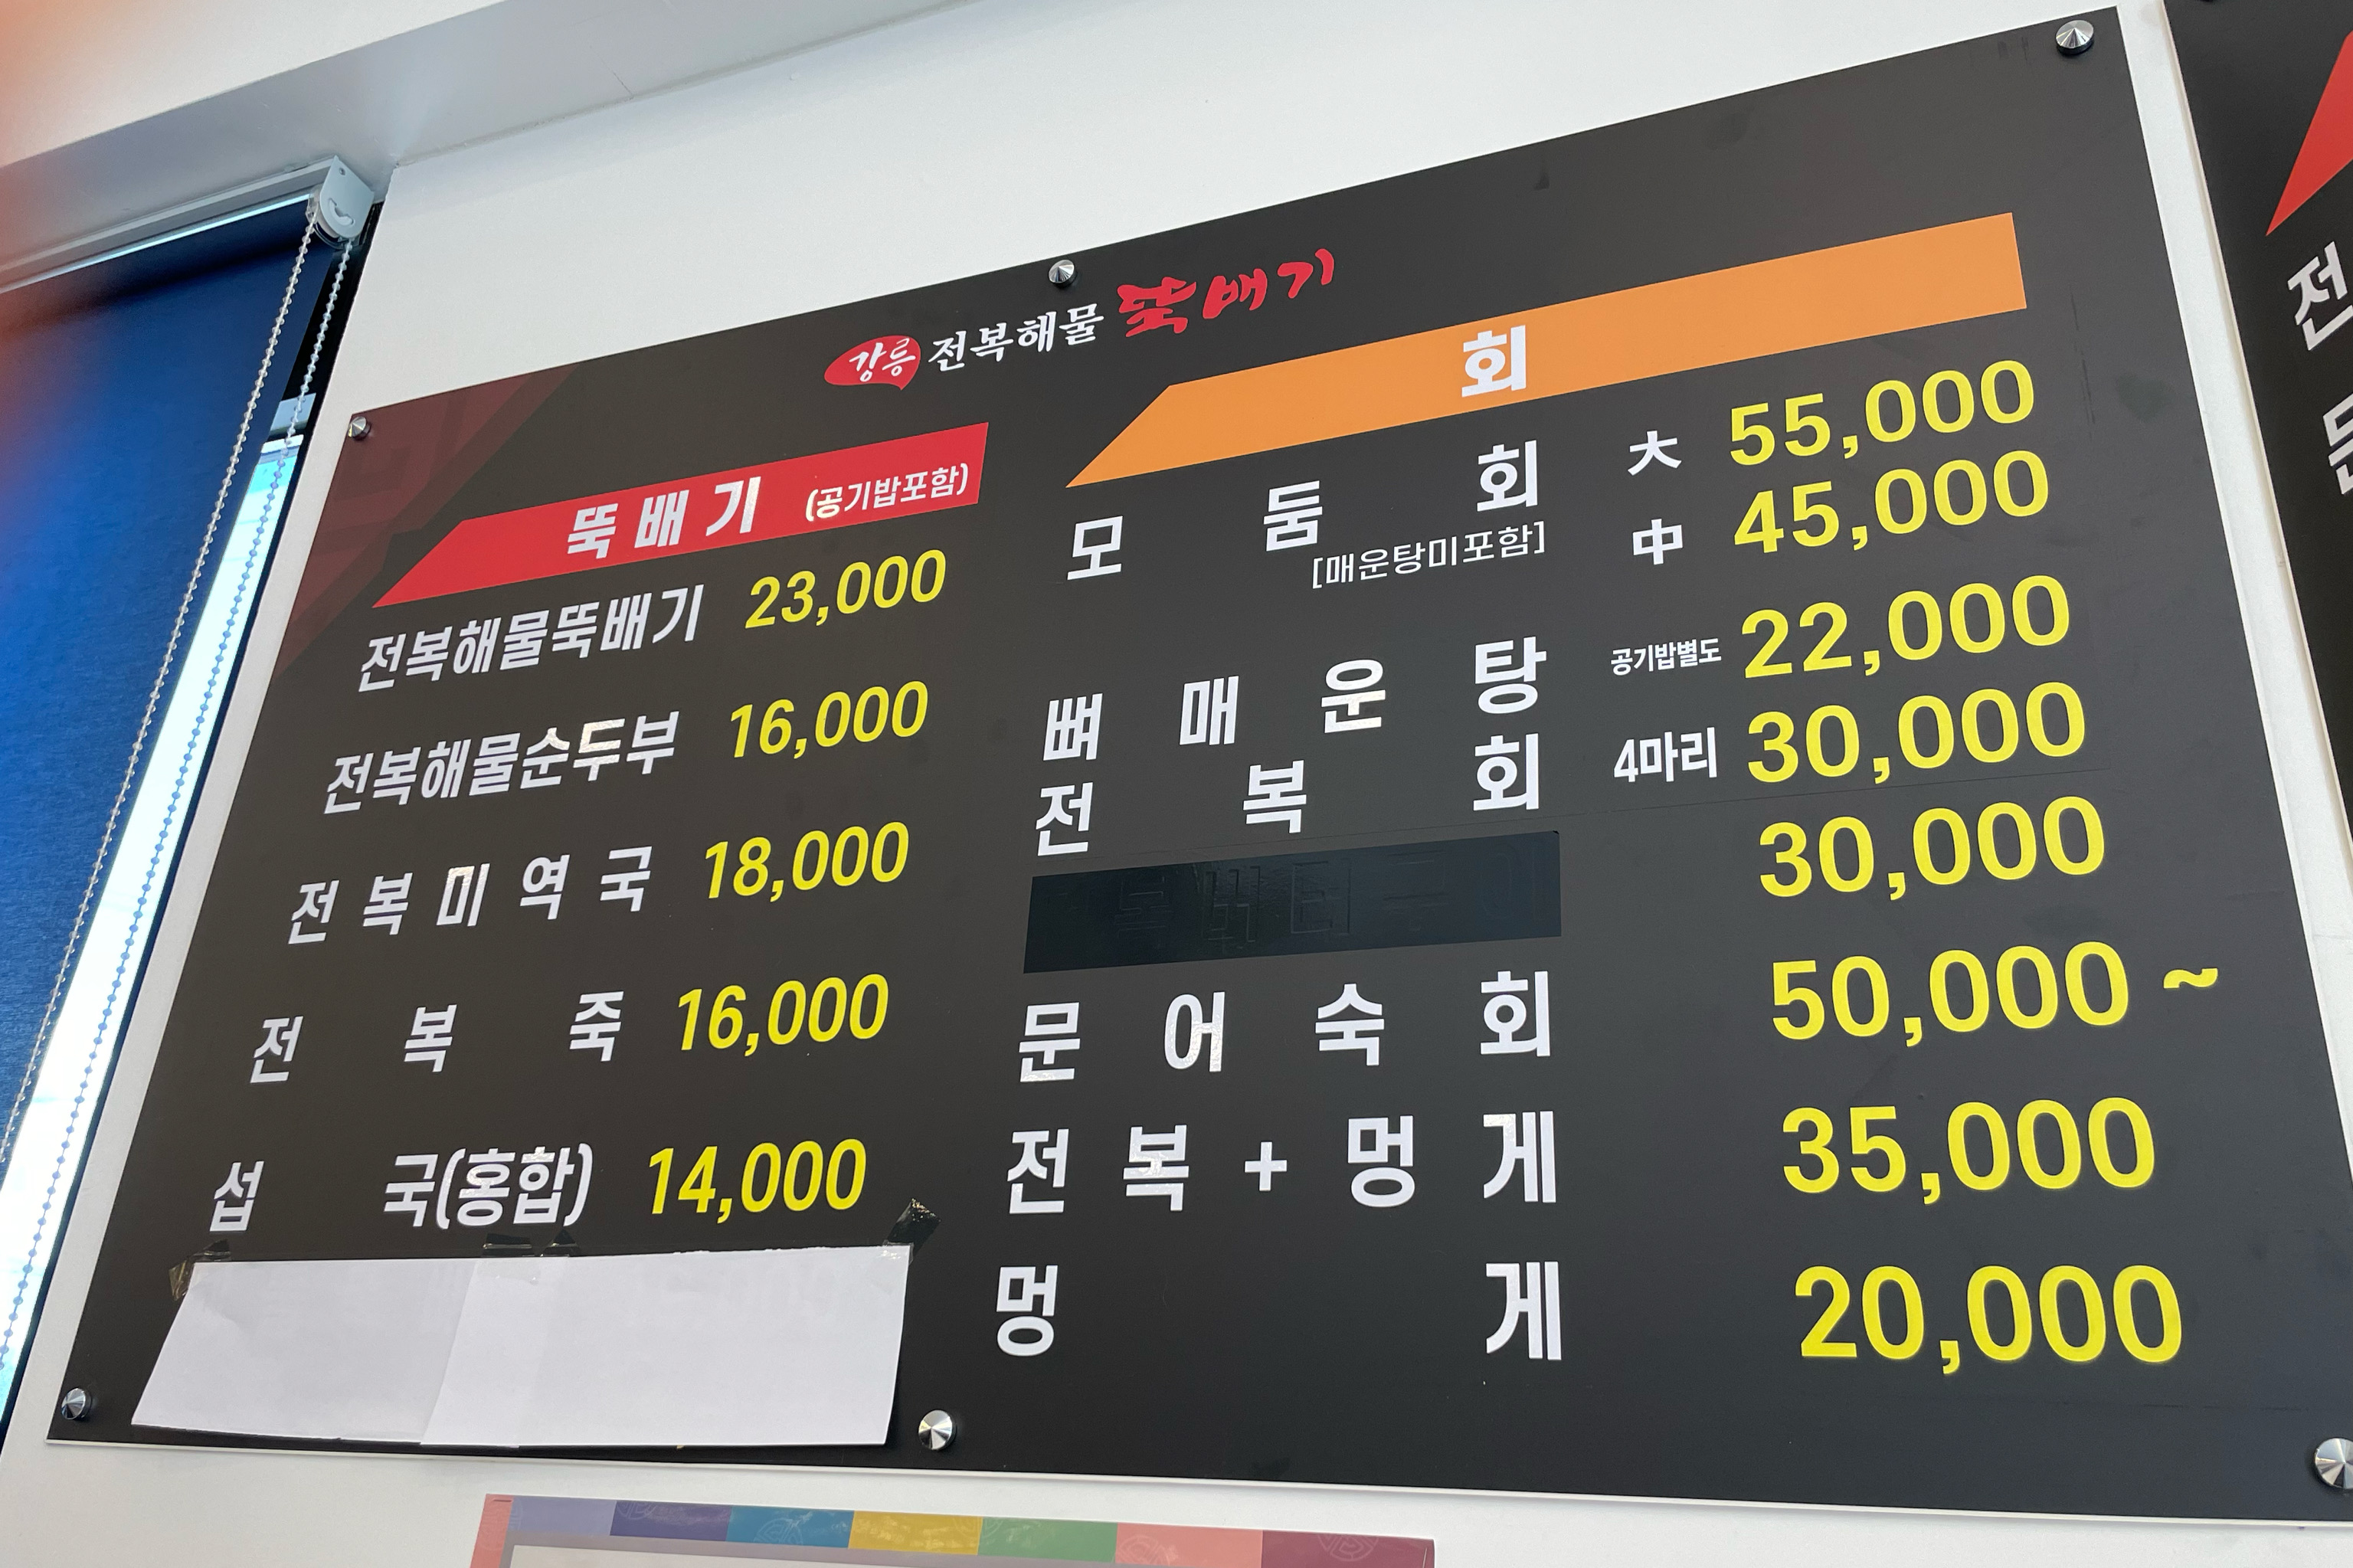 강릉 전복해물 뚝배기
뚝배기 (공기밥포함)
전복해물뚝배기 23,000
전복해물순두부 16,000
전복미역국 18,000
전복죽 16,000
섭국(홍합) 14,000
회
모둠회 大 55,000
[매운탕미포함] 中 45,000
뼈매운탕 공기밥별도 22,000
전복회 4마리 30,000
30,000
문어숙회 50,000 ~
전복+멍게 35,000
멍게 20,000
전